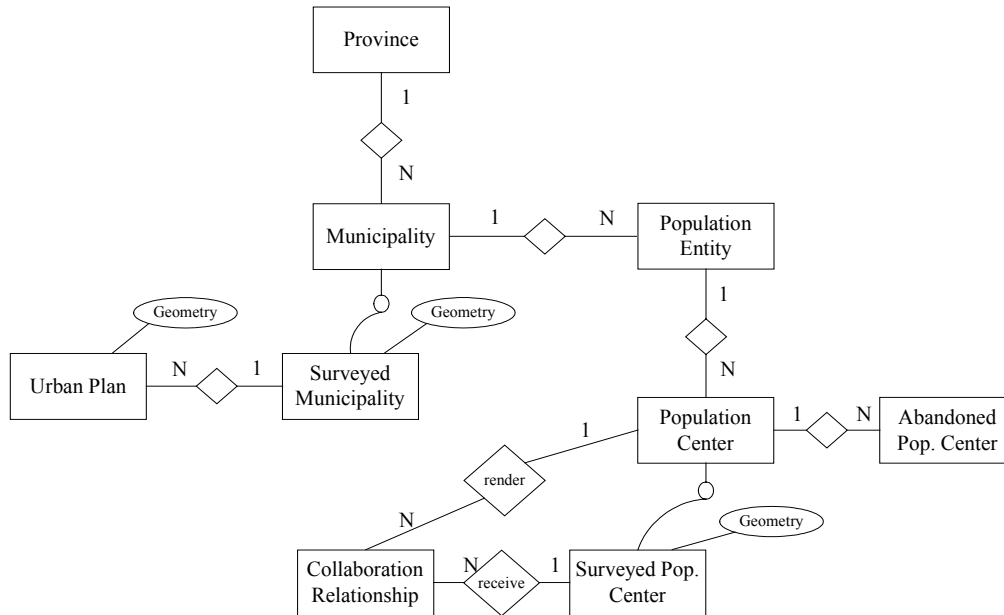 Province
1
N
Municipality
1
N
Population
Entity
Geometry
Geometry
1
Urban Plan
N
1
Surveyed
Municipality
N
Population
Center
1
N
Abandoned
Pop. Center
1
render
N
Geometry
Collaboration
Relationship
N
receive
1
Surveyed Pop.
Center